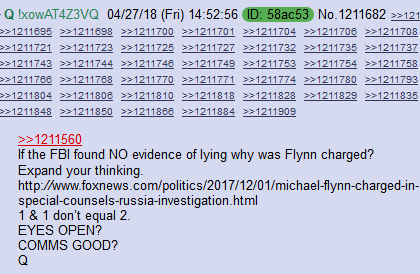 Q !xowAT4Z3VQ 04/27/18 (Fri) 14:52:56 ID: 58ac53 No.1211682 >>121
>>1211695 >>1211698 >>1211700 >>1211701 >>1211704 >>1211706 >>1211708
>>1211721 >>1211723 >>1211725 >>1211727 >>1211732 >>1211735 >>1211737
>>1211739 >>1211744 >>1211746 >>1211749 >>1211753 >>1211754 >>1211756
>>1211761 >>1211766 >>1211768 >>1211771 >>1211774 >>1211780 >>1211793
>>1211804 >>1211806 >>1211810 >>1211818 >>1211828 >>1211829 >>1211835
>>1211848 >>1211850 >>1211866 >>1211884 >>1211909
>>1211560
If the FBI found NO evidence of lying why was Flynn charged?
Expand your thinking.
http://www.foxnews.com/politics/2017/12/01/michael-flynn-charged-in-
special-counsels-russia-investigation.html
1 & 1 don't equal 2.
EYES OPEN?
COMMS GOOD?
Q